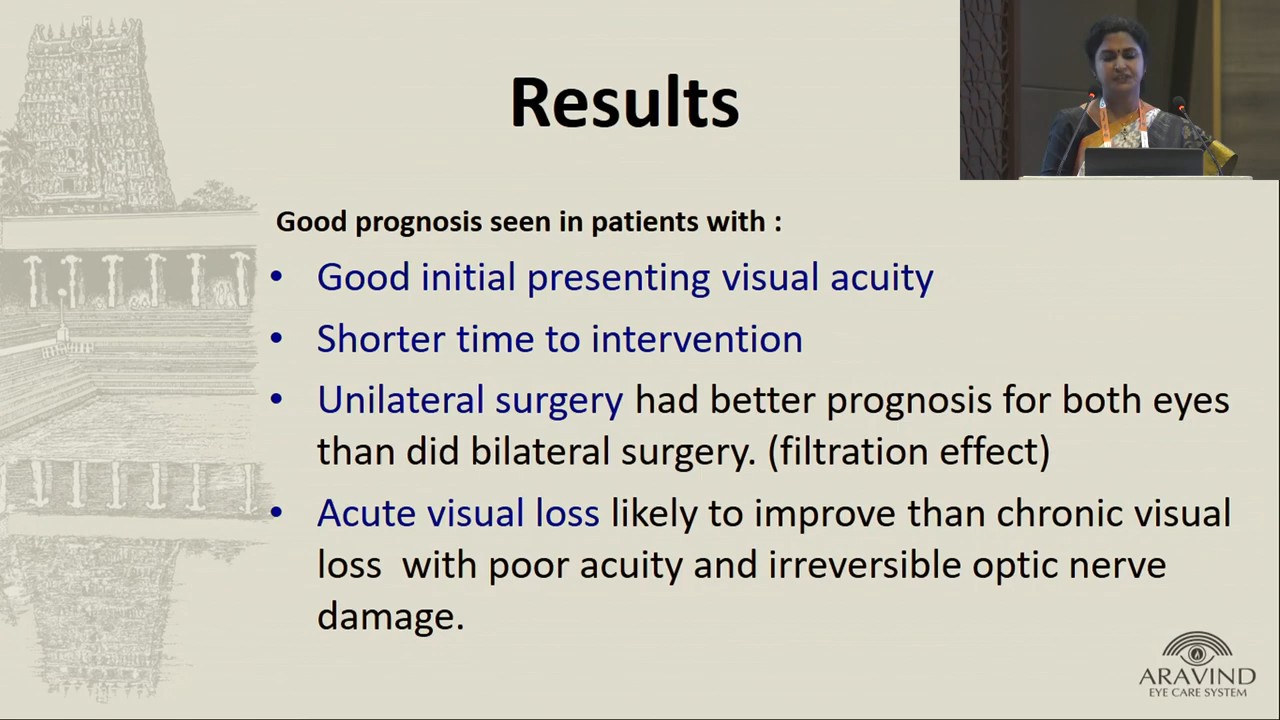 Results
Good prognosis seen in patients with :
• Good initial presenting visual acuity
• Shorter time to intervention
• Unilateral surgery had better prognosis for both eyes
than did bilateral surgery. (filtration effect)
• Acute visual loss likely to improve than chronic visual
loss with poor acuity and irreversible optic nerve
damage.
ARAVIND
EYE CARE SYSTEM